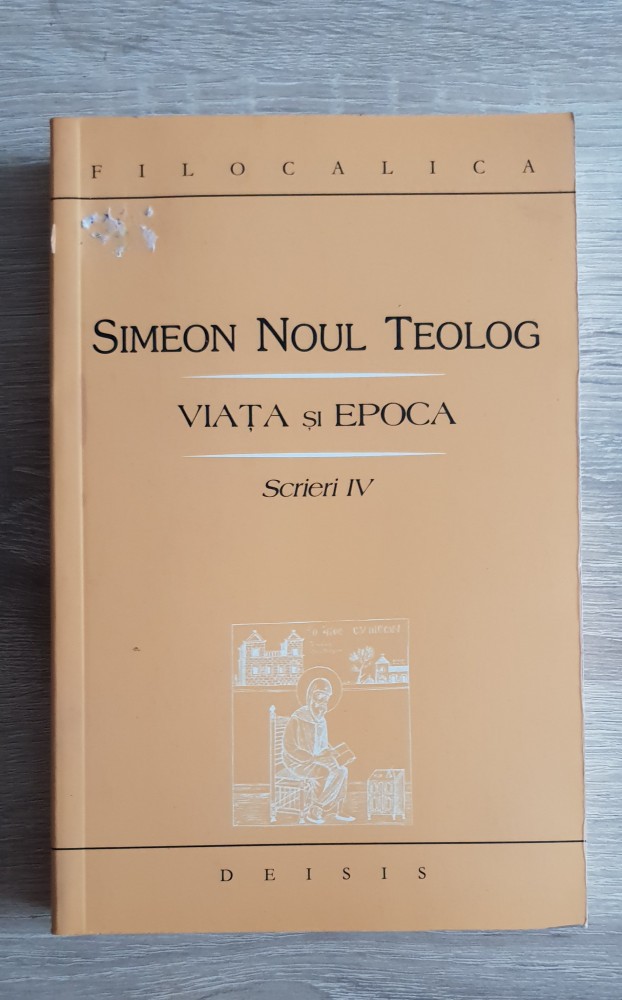 FILOCALICA
SIMEON NOUL TEOLOG
VIAȚA ȘI EPOCA
Scrieri IV
DEISIS